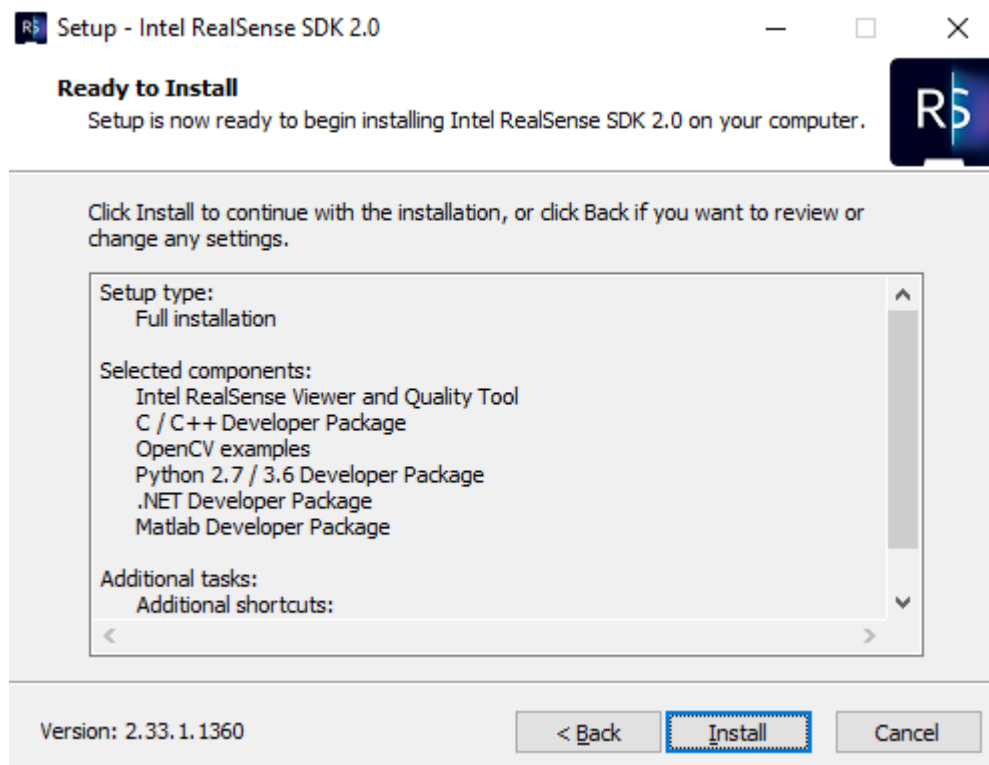 Setup - Intel RealSense SDK 2.0
Ready to Install
Setup is now ready to begin installing Intel RealSense SDK 2.0 on your computer.
Click Install to continue with the installation, or click Back if you want to review or
change any settings.
Setup type:
Full installation
Selected components:
Intel RealSense Viewer and Quality Tool
C / C++ Developer Package
OpenCV examples
Python 2.7 / 3.6 Developer Package
.NET Developer Package
Matlab Developer Package
Additional tasks:
Additional shortcuts:
Version: 2.33.1.1360
< Back
Install
Cancel
RS